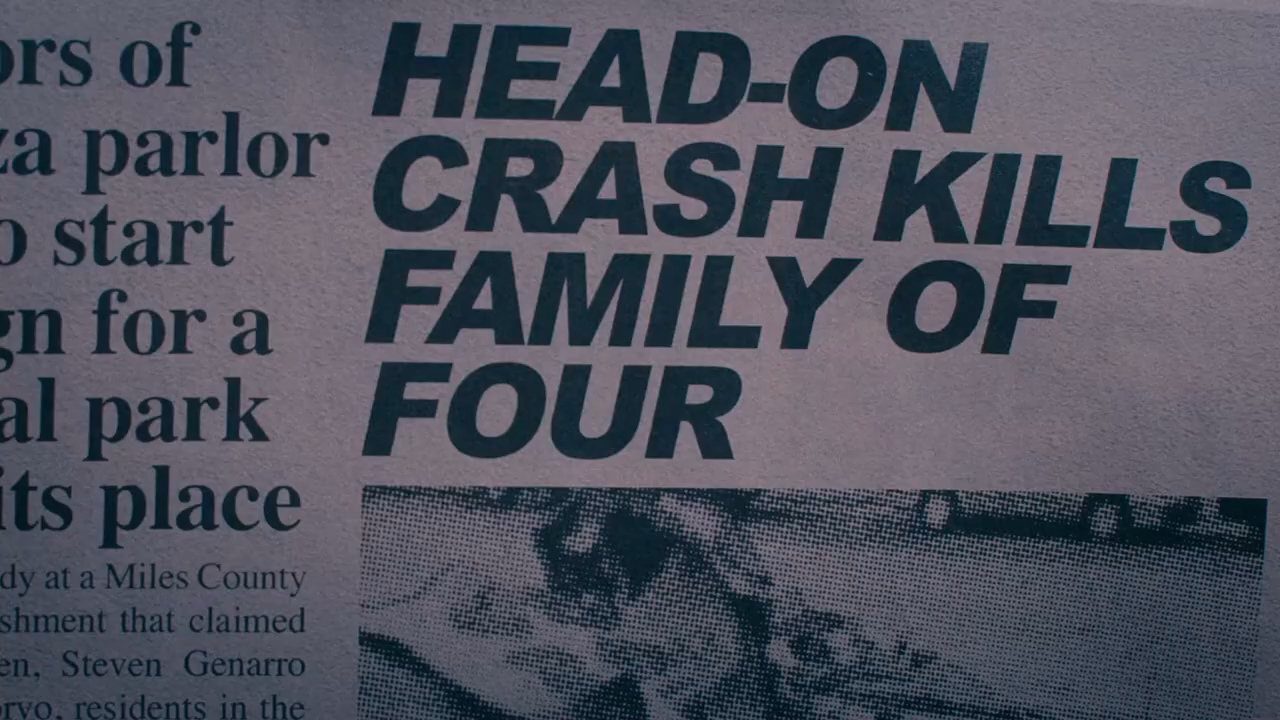 ors of
za parlor
o start
gn for a
al park
its place
dy at a Miles County
shment that claimed
en, Steven Genarro
orvo, residents in the
HEAD-ON
CRASH KILLS
FAMILY OF
FOUR